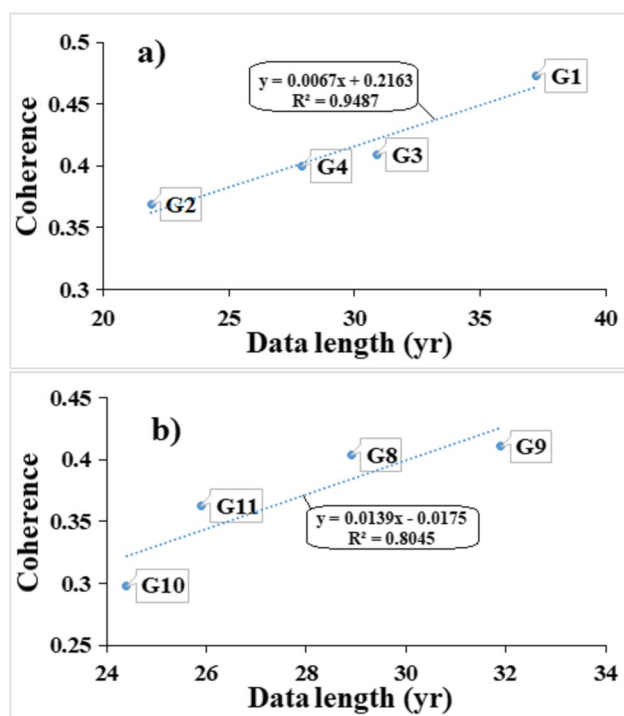 a)
0.5
0.45
0.4
0.35
0.3
Coherence
y = 0.0067x + 0.2163
R² = 0.9487
G1
G3
G4
G2
20 25 30 35 40
Data length (yr)
b)
0.45
0.4
0.35
0.3
0.25
Coherence
G8
G9
G11
y = 0.0139x - 0.0175
R² = 0.8045
G10
24 26 28 30 32 34
Data length (yr)